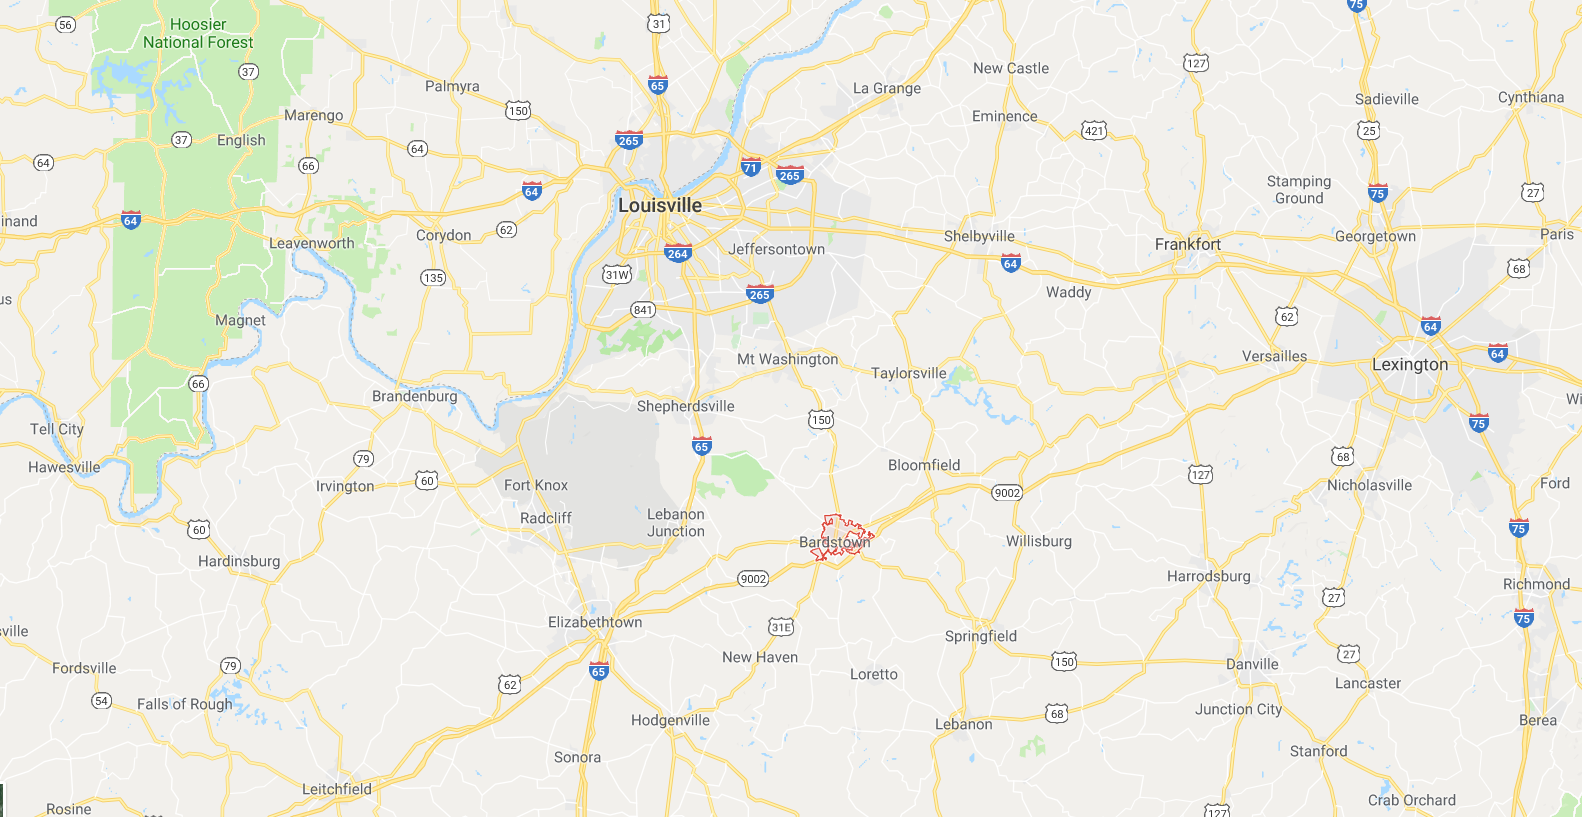 56
Hoosier
National Forest
31
75
127
37
65
New Castle
Palmyra
La Grange
Sadieville
Cynthiana
150
Marengo
Eminence
421
25
37
English
265
64
64
66
71
265
Stamping
Ground
64
75
27
Louisville
64
inand
Corydon
62
Leavenworth
Jeffersontown
Shelbyville
Frankfort
Georgetown
Paris
264
64
68
31W
135
Waddy
us
265
841
Magnet
62
64
Mt Washington
Versailles
64
Lexington
Taylorsville
66
Brandenburg
Wi
Shepherdsville
150
75
Tell City
65
Hawesville
79
68
Bloomfield
60
127
Irvington
Fort Knox
9002
Nicholasville
Ford
Radcliff
Lebanon
Junction
60
75
Bardstown
Willisburg
Hardinsburg
9002
Harrodsburg
Richmond
27
Elizabethtown
75
31E
sville
Springfield
New Haven
27
79
Fordsville
65
150
Danville
Loretto
62
Lancaster
54
Falls of Rough
Junction City
68
Hodgenville
Lebanon
Berea
Sonora
Stanford
Leitchfield
Crab Orchard
Rosine
127